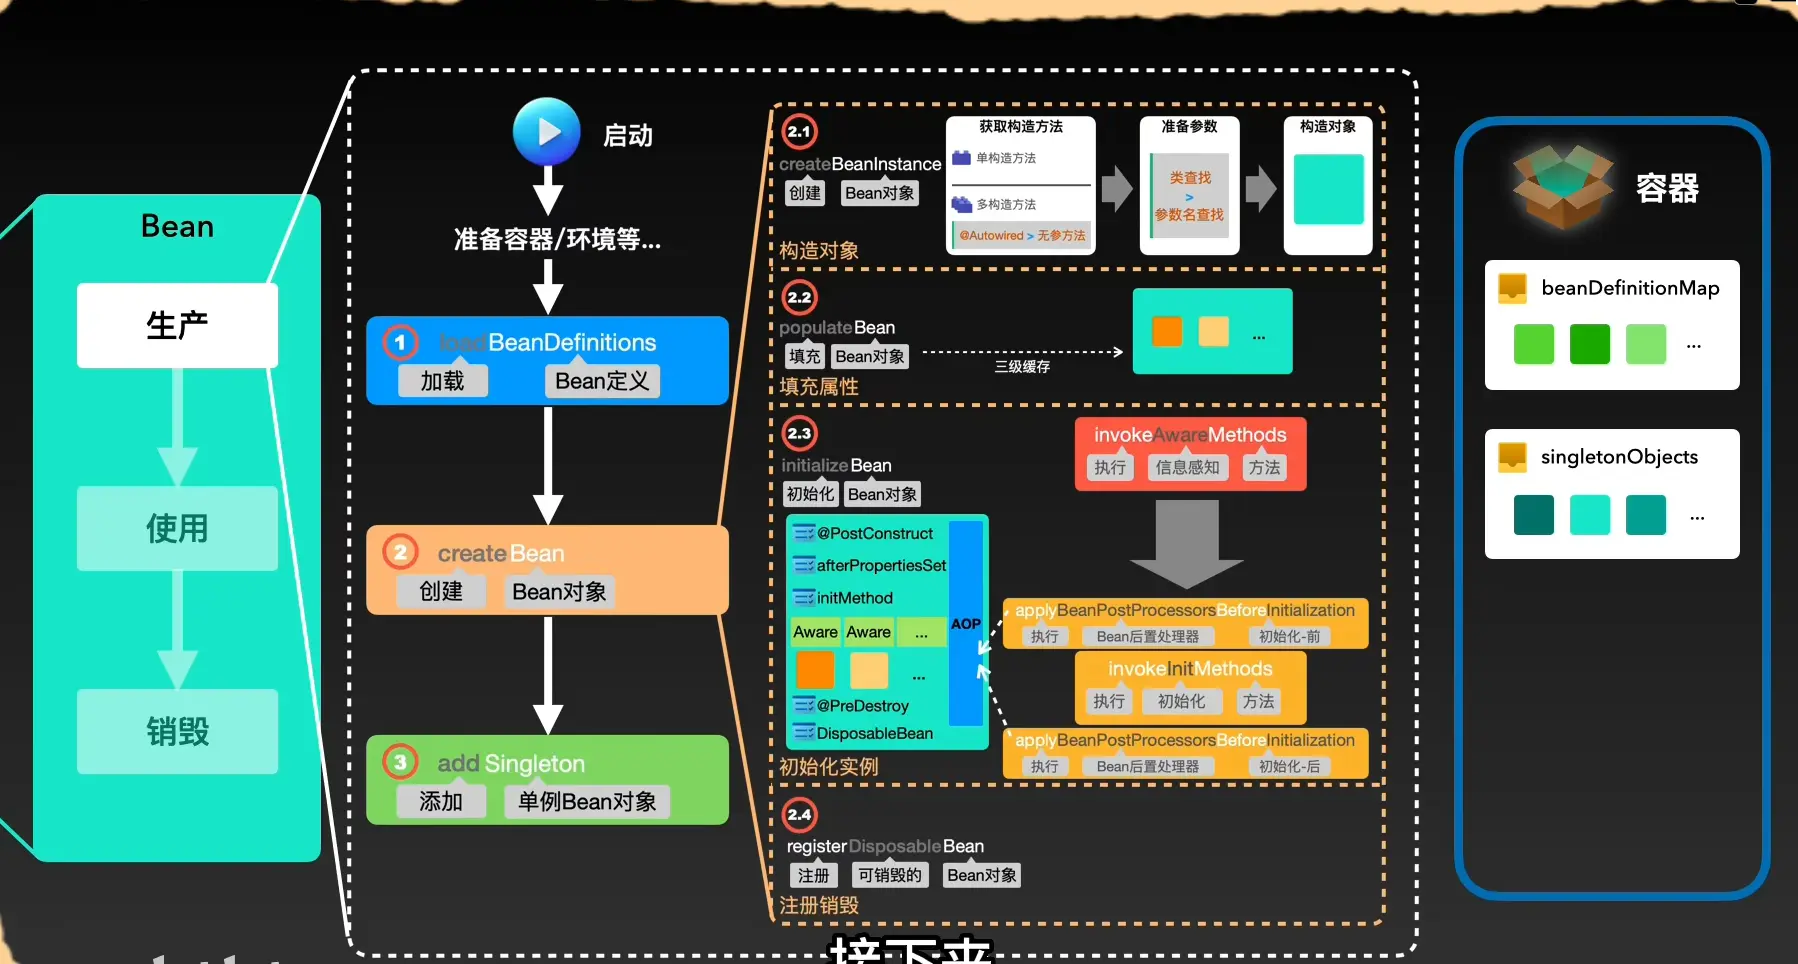 Bean
生产
使用
销毁
启动
准备容器/环境等...
1
loadBeanDefinitions
加载 Bean定义
2
createBean
创建 Bean对象
3
add Singleton
添加 单例Bean对象
2.1
createBeanInstance
创建 Bean对象
构造对象
获取构造方法
单构造方法
多构造方法
@Autowired > 无参方法
准备参数
类查找
>
参数名查找
构造对象
2.2
populateBean
填充 Bean对象
填充属性
三级缓存
...
2.3
initializeBean
初始化 Bean对象
@PostConstruct
afterPropertiesSet
initMethod
Aware Aware ...
AOP
...
@PreDestroy
DisposableBean
初始化实例
invokeAwareMethods
执行 信息感知 方法
applyBeanPostProcessorsBeforeInitialization
执行 Bean后置处理器 初始化-前
invokeInitMethods
执行 初始化 方法
applyBeanPostProcessorsBeforeInitialization
执行 Bean后置处理器 初始化-后
2.4
registerDisposableBean
注册 可销毁的 Bean对象
注册销毁
容器
beanDefinitionMap
...
singletonObjects
...
接下来